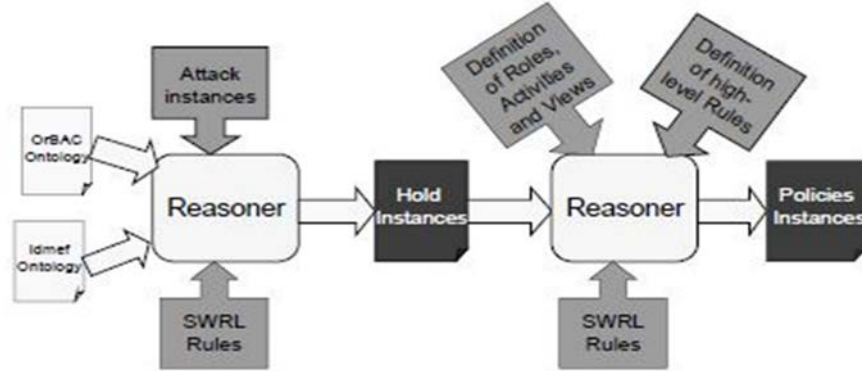 Attack
instances
OrBAC
Ontology
Idmef
Ontology
Reasoner
SWRL
Rules
Hold
Instances
Definition
of Roles,
Activities
and Views
Definition
of high-
level Rules
Reasoner
SWRL
Rules
Policies
Instances